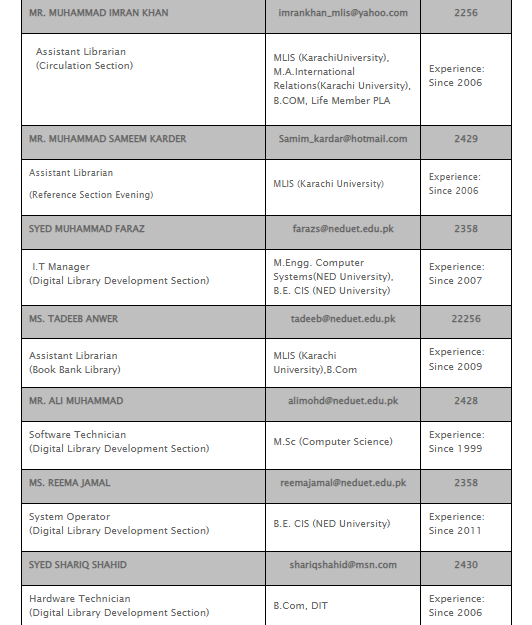 MR. MUHAMMAD IMRAN KHAN imrankhan_mlis@yahoo.com 2256
Assistant Librarian
(Circulation Section)
MLIS (KarachiUniversity),
M.A.International
Relations(Karachi University),
B.COM, Life Member PLA
Experience:
Since 2006
MR. MUHAMMAD SAMEEM KARDER Samim_kardar@hotmail.com 2429
Assistant Librarian
(Reference Section Evening)
MLIS (Karachi University)
Experience:
Since 2006
SYED MUHAMMAD FARAZ farazs@neduet.edu.pk 2358
I.T Manager
(Digital Library Development Section)
M.Engg. Computer
Systems(NED University),
B.E. CIS (NED University)
Experience:
Since 2007
MS. TADEEB ANWER tadeeb@neduet.edu.pk 22256
Assistant Librarian
(Book Bank Library)
MLIS (Karachi
University),B.Com
Experience:
Since 2009
MR. ALI MUHAMMAD alimohd@neduet.edu.pk 2428
Software Technician
(Digital Library Development Section)
M.Sc (Computer Science)
Experience:
Since 1999
MS. REEMA JAMAL reemajamal@neduet.edu.pk 2358
System Operator
(Digital Library Development Section)
B.E. CIS (NED University)
Experience:
Since 2011
SYED SHARIQ SHAHID shariqshahid@msn.com 2430
Hardware Technician
(Digital Library Development Section)
B.Com, DIT
Experience:
Since 2006